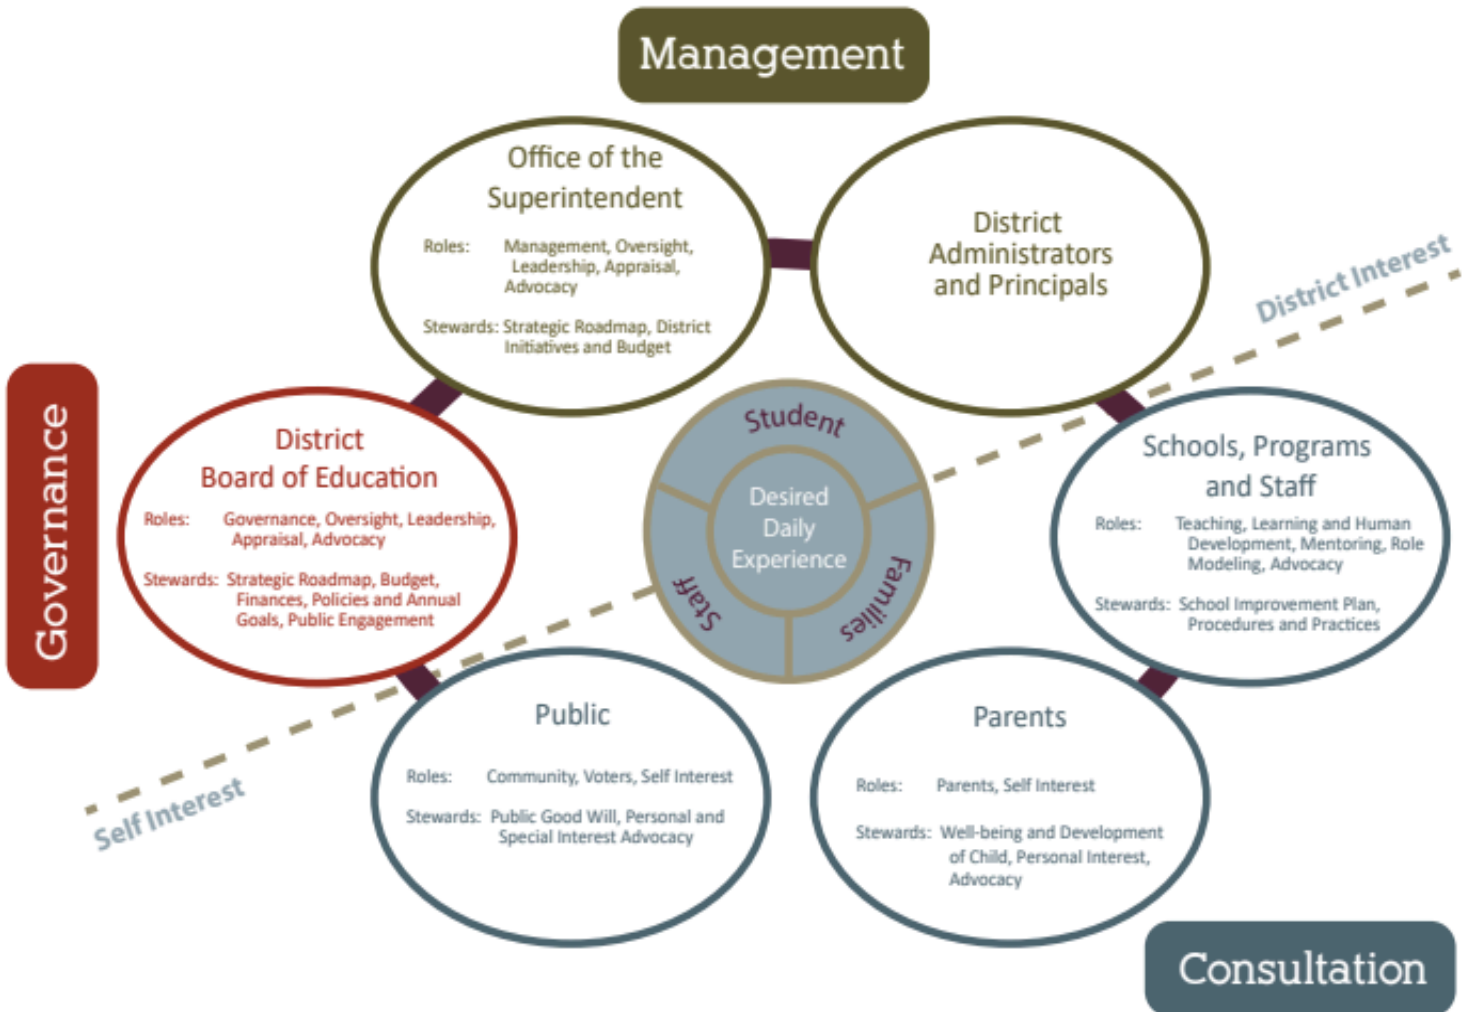 Management
Office of the
Superintendent
Roles: Management, Oversight,
Leadership, Appraisal,
Advocacy
Stewards: Strategic Roadmap, District
Initiatives and Budget
District
Administrators
and Principals
District Interest
Governance
District
Board of Education
Roles: Governance, Oversight, Leadership,
Appraisal, Advocacy
Stewards: Strategic Roadmap, Budget,
Finances, Policies and Annual
Goals, Public Engagement
Student
Desired
Daily
Experience
Staff
Families
Schools, Programs
and Staff
Roles: Teaching, Learning and Human
Development, Mentoring, Role
Modeling, Advocacy
Stewards: School Improvement Plan,
Procedures and Practices
Self Interest
Public
Roles: Community, Voters, Self Interest
Stewards: Public Good Will, Personal and
Special Interest Advocacy
Parents
Roles: Parents, Self Interest
Stewards: Well-being and Development
of Child, Personal Interest,
Advocacy
Consultation